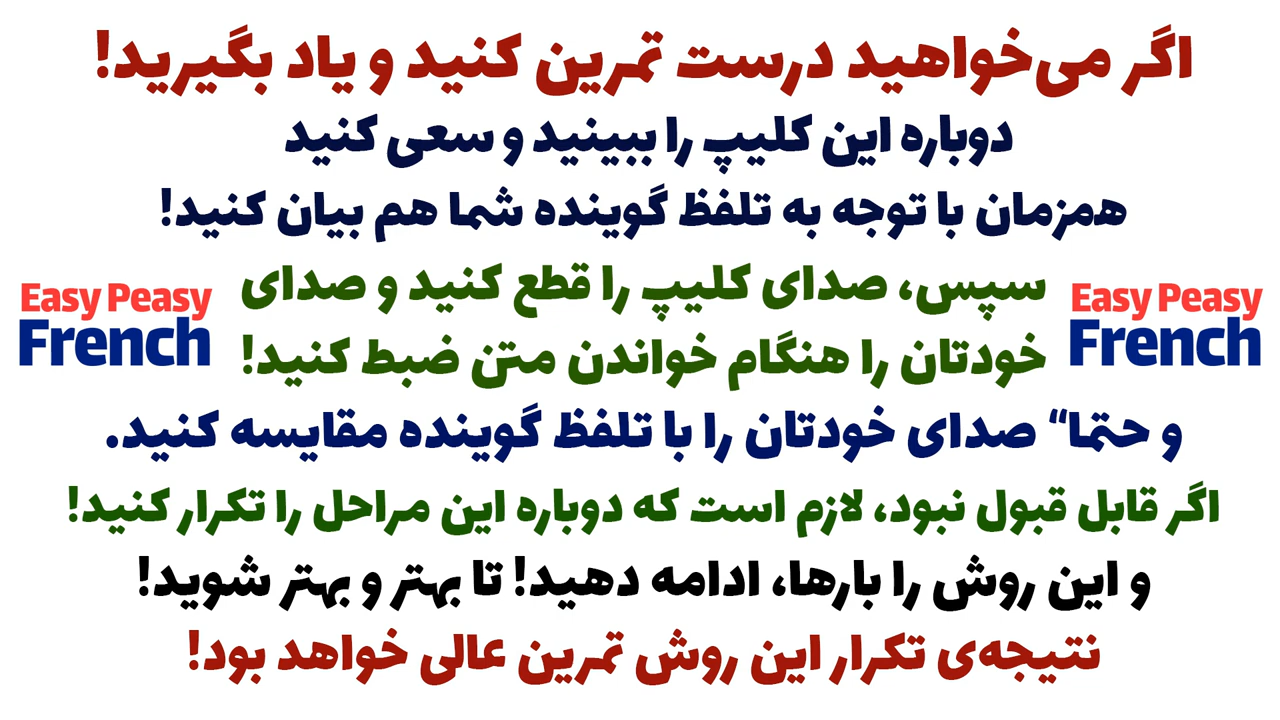 اگر می‌خواهید درست تمرین کنید و یاد بگیرید!
دوباره این کلیپ را ببینید و سعی کنید
همزمان با توجه به تلفظ گوینده شما هم بیان کنید!
سپس، صدای کلیپ را قطع کنید و صدای
Easy Peasy
French
Easy Peasy
French
خودتان را هنگام خواندن متن ضبط کنید!
و حتما“ صدای خودتان را با تلفظ گوینده مقایسه کنید.
اگر قابل قبول نبود، لازم است که دوباره این مراحل را تکرار کنید!
و این روش را بارها، ادامه دهید! تا بهتر و بهتر شوید!
نتیجه‌ی تکرار این روش تمرین عالی خواهد بود!